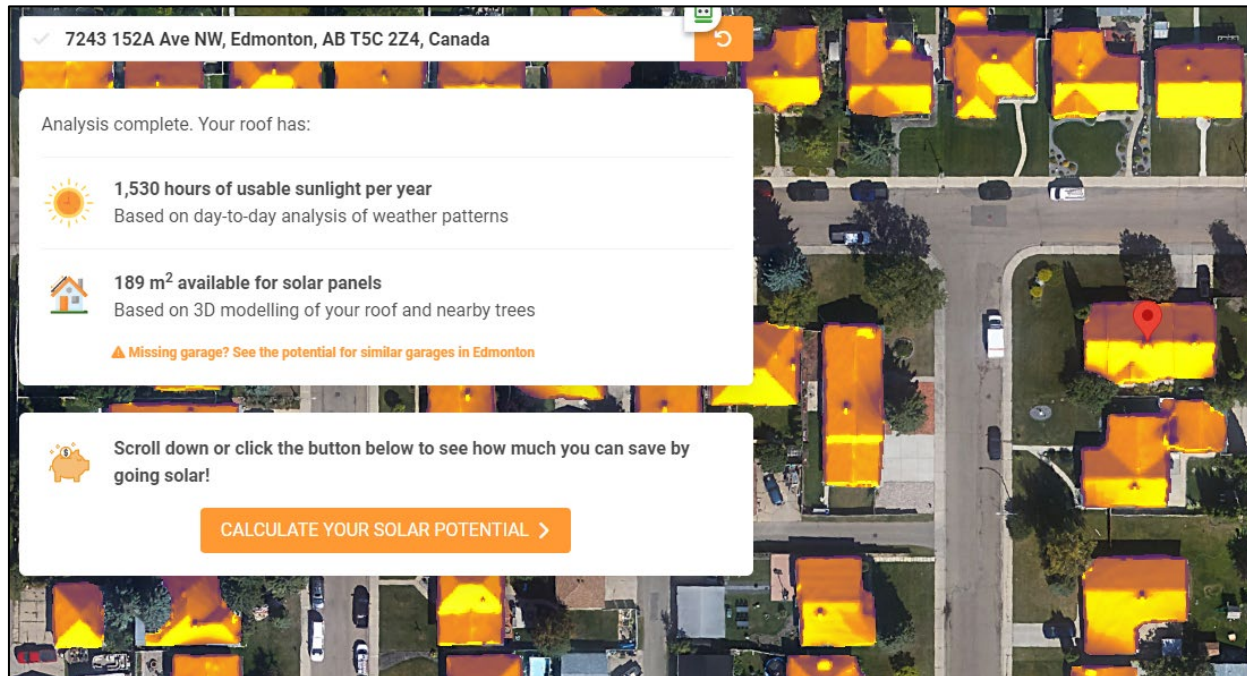 7243 152A Ave NW, Edmonton, AB T5C 2Z4, Canada
Analysis complete. Your roof has:
1,530 hours of usable sunlight per year
Based on day-to-day analysis of weather patterns
189 m² available for solar panels
Based on 3D modelling of your roof and nearby trees
Missing garage? See the potential for similar garages in Edmonton
Scroll down or click the button below to see how much you can save by
going solar!
CALCULATE YOUR SOLAR POTENTIAL